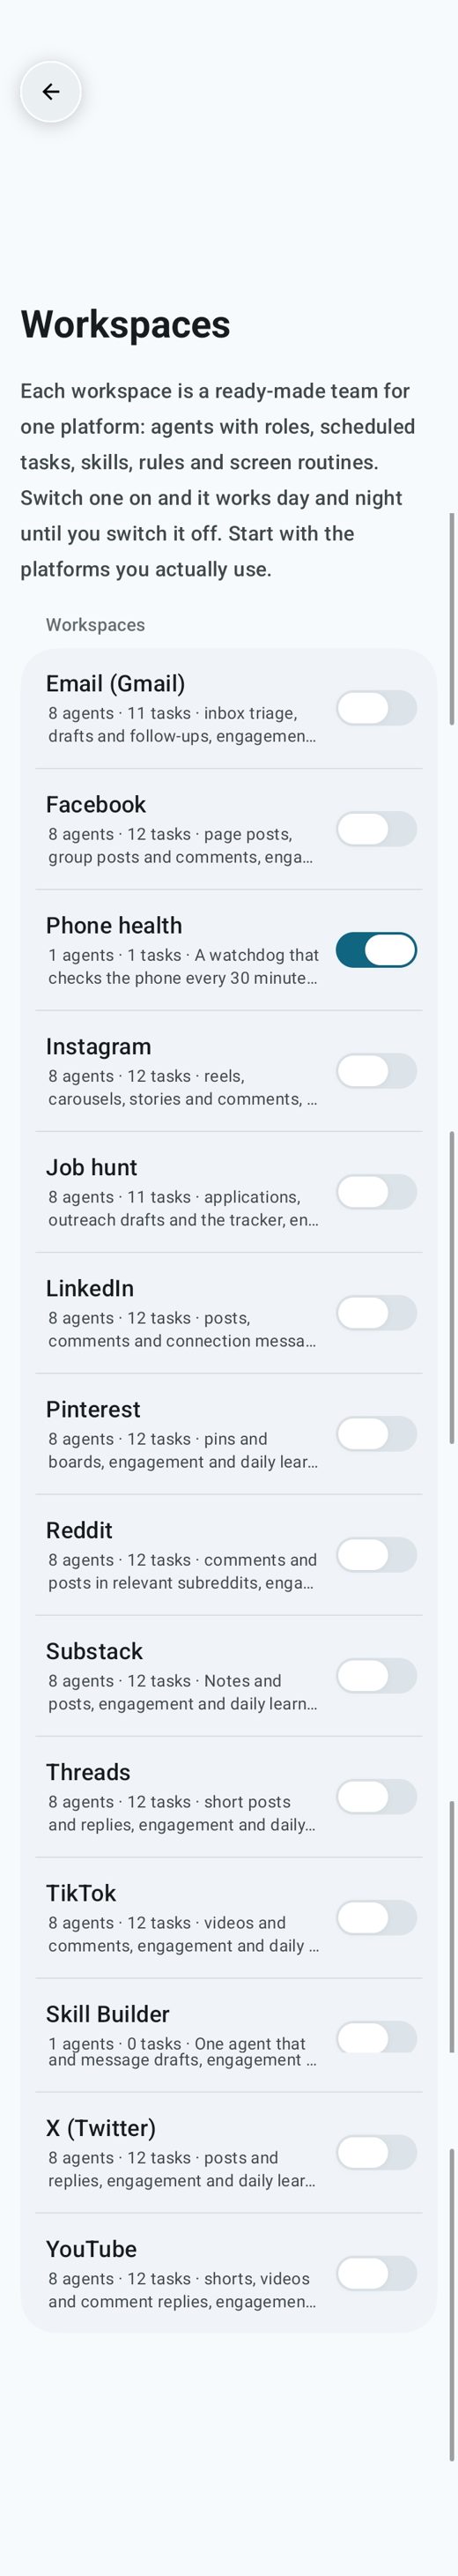 Workspaces
Each workspace is a ready-made team for
one platform: agents with roles, scheduled
tasks, skills, rules and screen routines.
Switch one on and it works day and night
until you switch it off. Start with the
platforms you actually use.
Workspaces
Email (Gmail)
8 agents · 11 tasks · inbox triage,
drafts and follow-ups, engagemen...
Facebook
8 agents · 12 tasks · page posts,
group posts and comments, enga...
Phone health
1 agents · 1 tasks · A watchdog that
checks the phone every 30 minute...
Instagram
8 agents · 12 tasks · reels,
carousels, stories and comments, ...
Job hunt
8 agents · 11 tasks · applications,
outreach drafts and the tracker, en...
LinkedIn
8 agents · 12 tasks · posts,
comments and connection messa...
Pinterest
8 agents · 12 tasks · pins and
boards, engagement and daily lear...
Reddit
8 agents · 12 tasks · comments and
posts in relevant subreddits, enga...
Substack
8 agents · 12 tasks · Notes and
posts, engagement and daily learn...
Threads
8 agents · 12 tasks · short posts
and replies, engagement and daily...
TikTok
8 agents · 12 tasks · videos and
comments, engagement and daily ...
Skill Builder
1 agents · 0 tasks · One agent that
and message drafts, engagement ...
X (Twitter)
8 agents · 12 tasks · posts and
replies, engagement and daily lear...
YouTube
8 agents · 12 tasks · shorts, videos
and comment replies, engagemen...